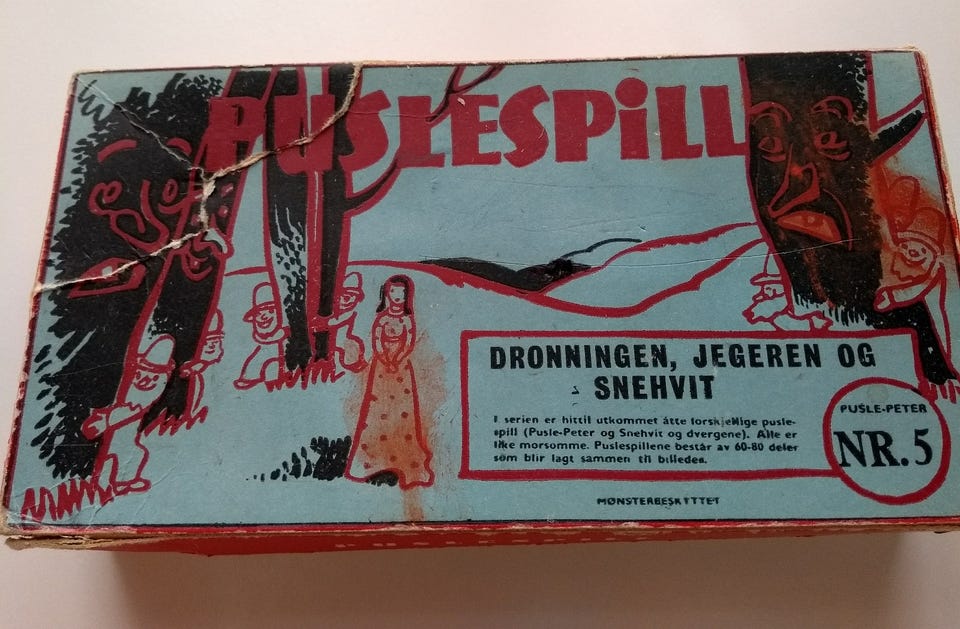 PUSLESPiLL
DRONNINGEN, JEGEREN OG
SNEHVIT
I serien er hittil utkommet åtte forskjellige pusle-
spill (Pusle-Peter og Snehvit og dvergene). Alle er
like morsomme. Puslespillene består av 60-80 deler
som blir lagt sammen til billedes.
PUSLE-PETER
NR. 5
MØNSTERBESKYTTET